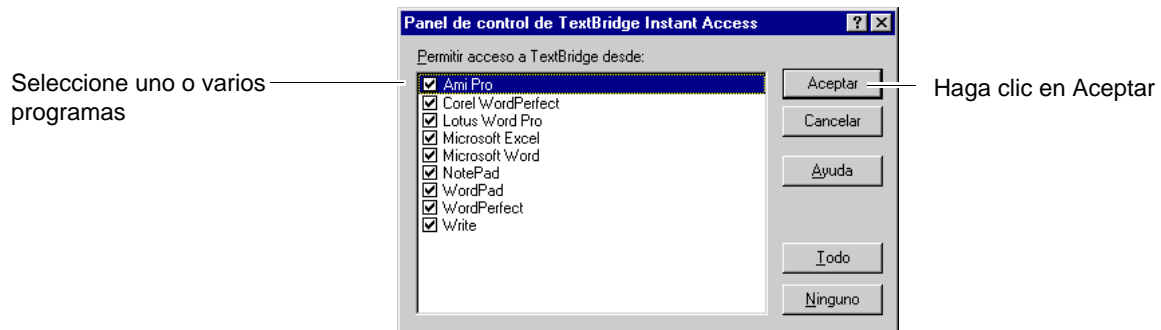 Panel de control de TextBridge Instant Access
Permitir acceso a TextBridge desde:
Seleccione uno o varios
programas
Ami Pro
Corel WordPerfect
Lotus Word Pro
Microsoft Excel
Microsoft Word
NotePad
WordPad
WordPerfect
Write
Aceptar
Cancelar
Ayuda
Todo
Ninguno
Haga clic en Aceptar